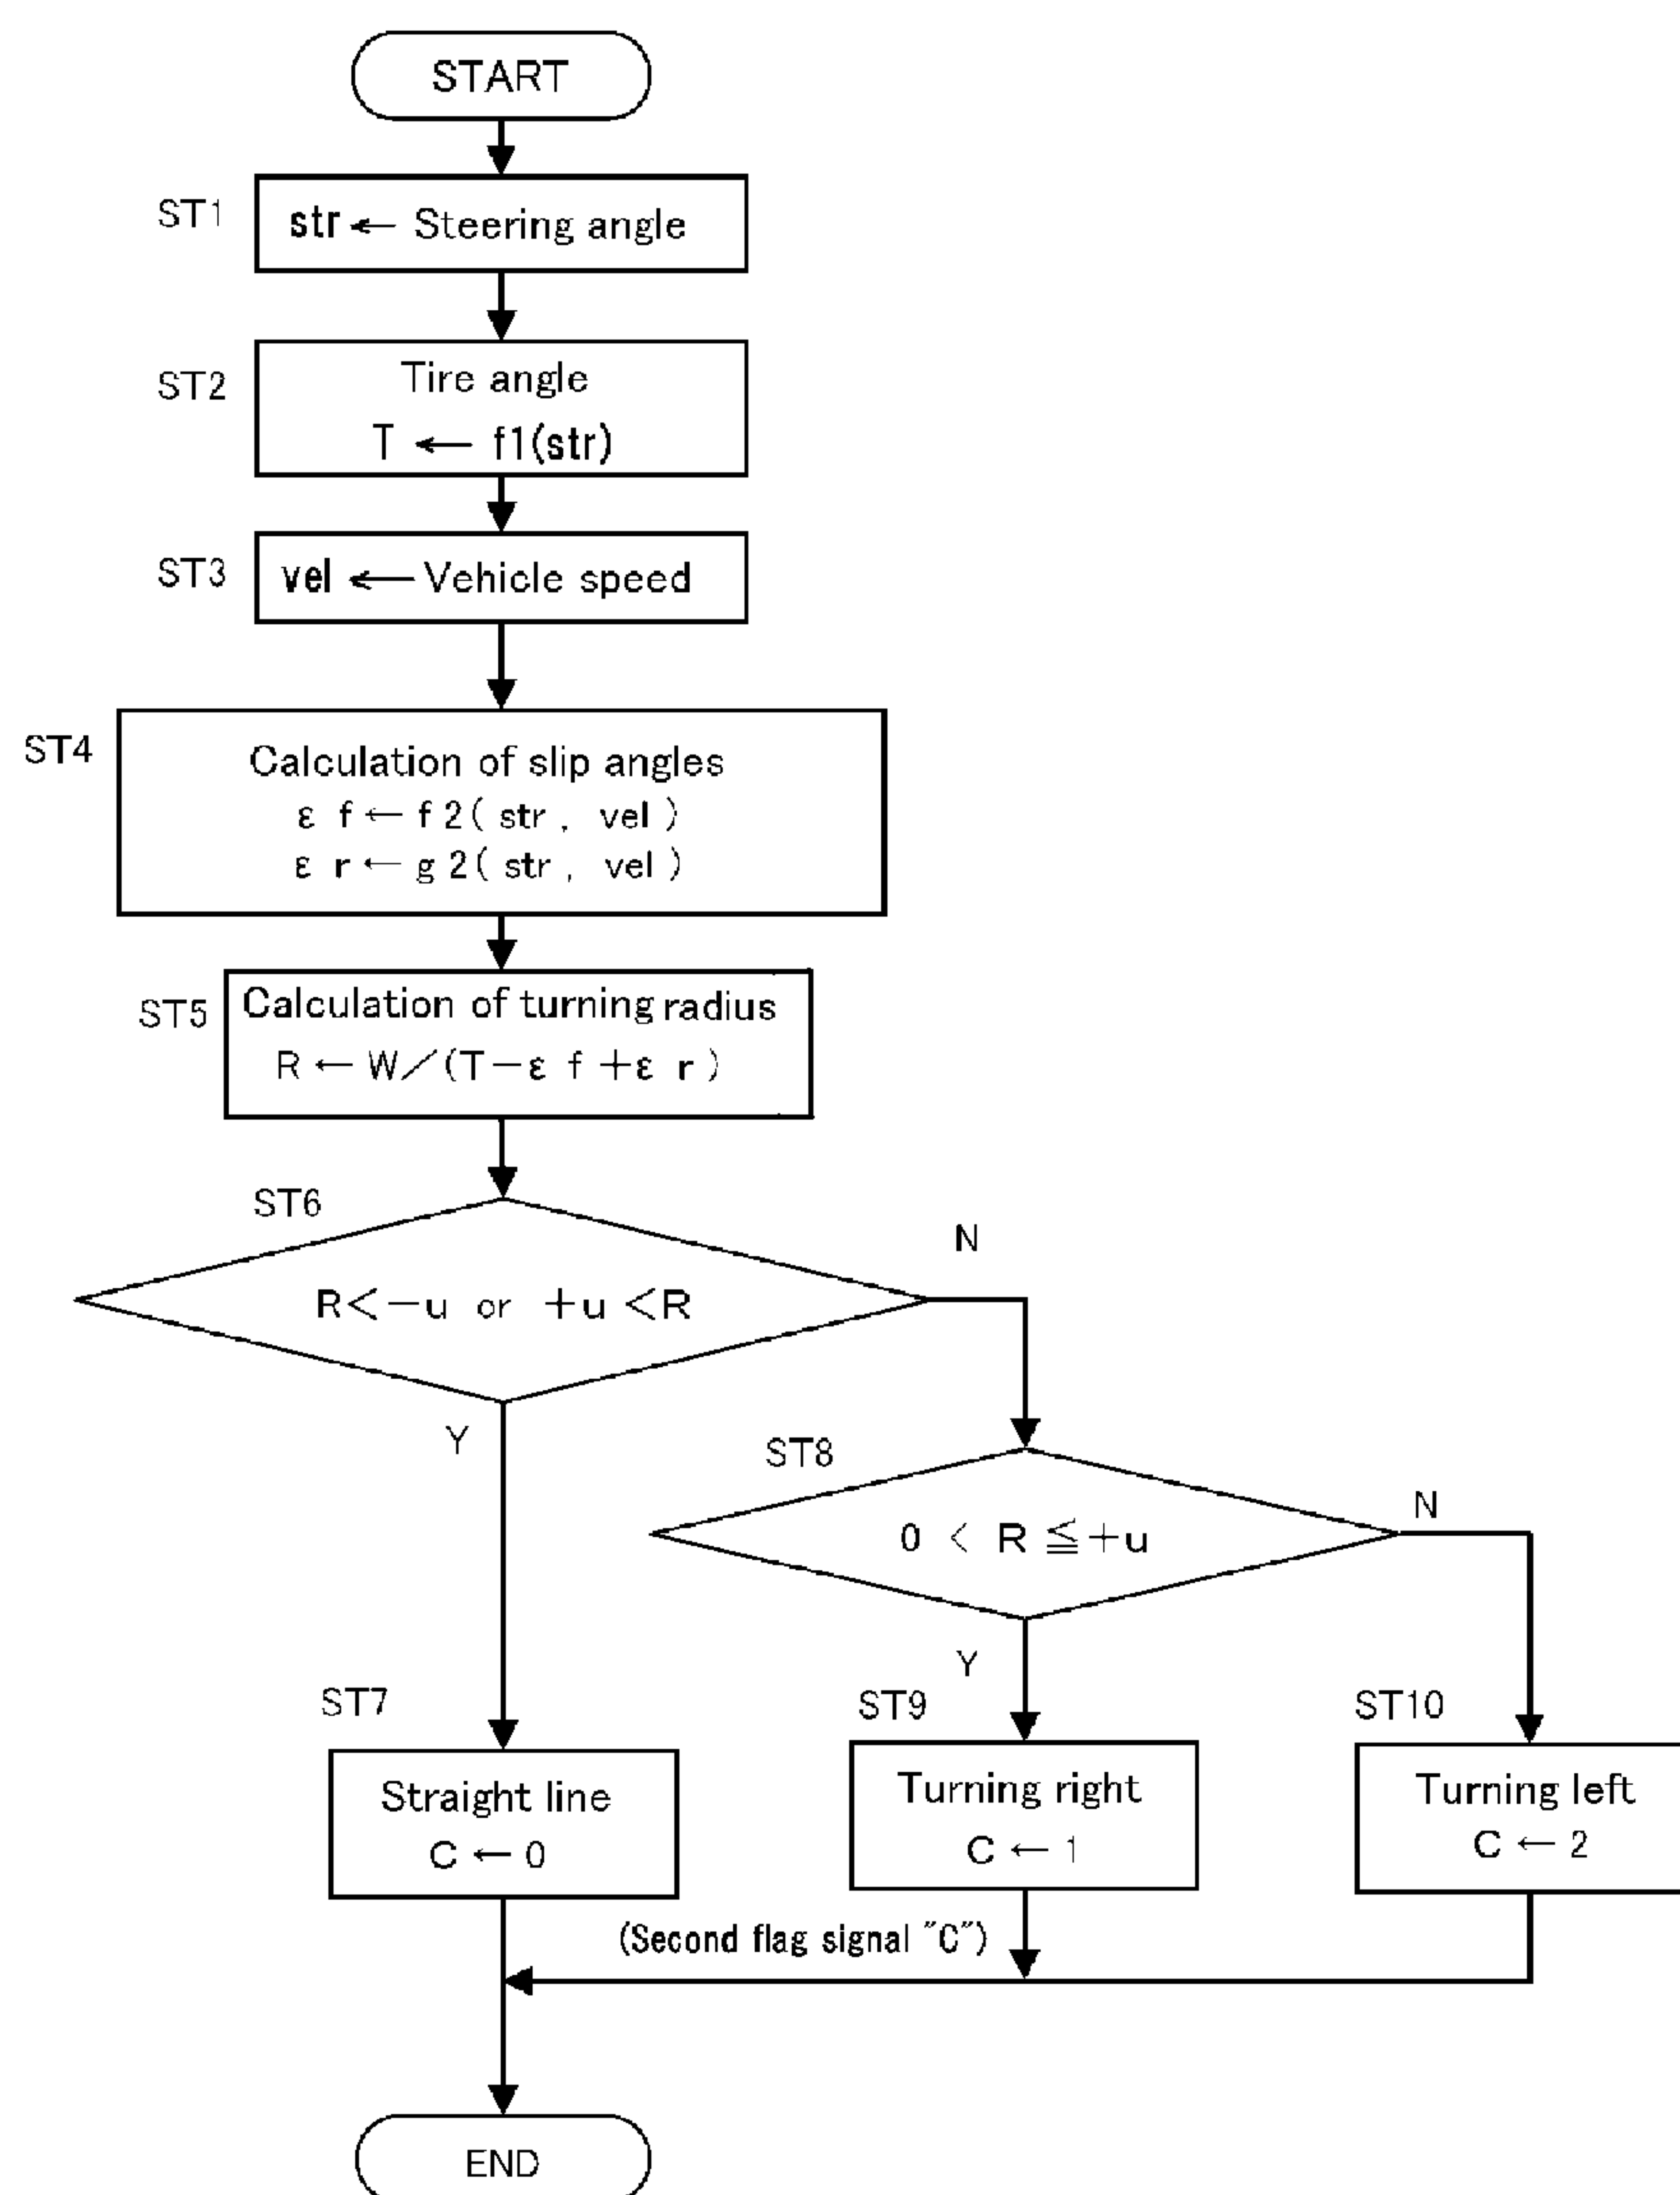 START
ST1
str ← Steering angle
ST2
Tire angle
T ← f1(str)
ST3
vel ← Vehicle speed
ST4
Calculation of slip angles
ε f ← f 2( str , vel )
ε r ← g 2( str , vel )
ST5
Calculation of turning radius
R ← W／(T－ε f ＋ε r )
ST6
R＜－u or ＋u ＜R
N
Y
ST8
0 < R ≦＋u
N
Y
ST7
Straight line
C ← 0
ST9
Turning right
C ← 1
ST10
Turning left
C ← 2
(Second flag signal ″C″)
END